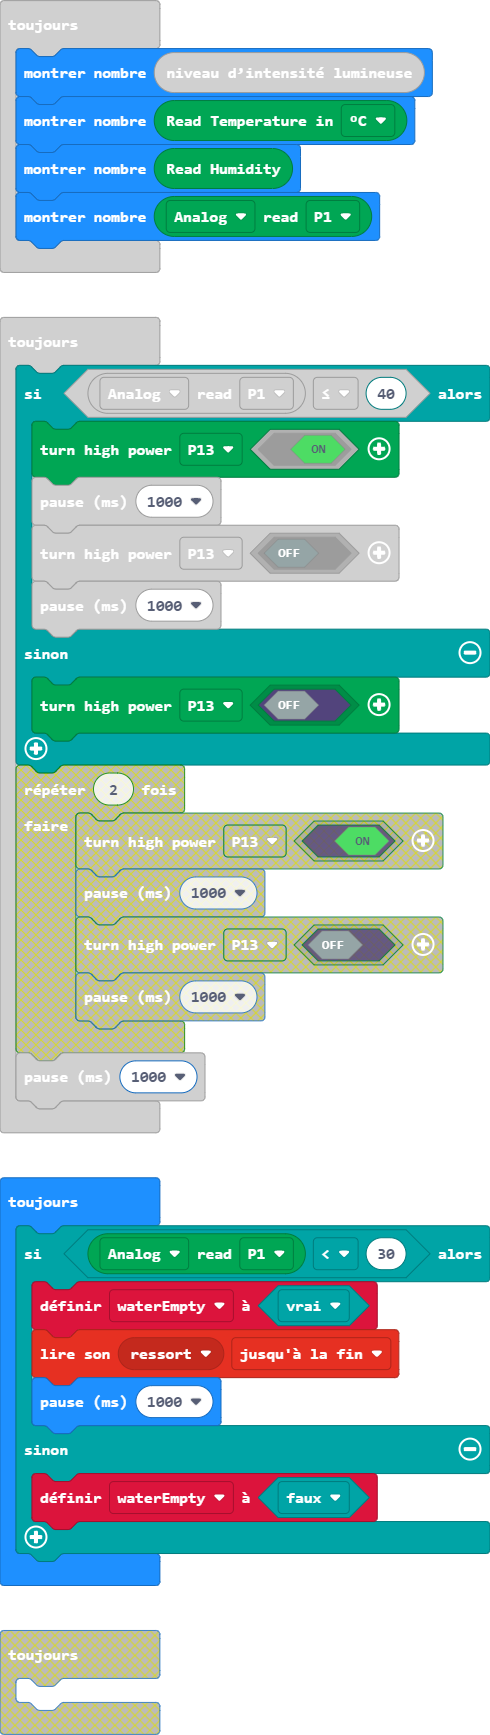 toujours
montrer nombre niveau d’intensité lumineuse
montrer nombre Read Temperature in ºC
montrer nombre Read Humidity
montrer nombre Analog read P1
toujours
si Analog read P1 ≤ 40 alors
turn high power P13 ON
pause (ms) 1000
turn high power P13 OFF
pause (ms) 1000
sinon
turn high power P13 OFF
répéter 2 fois
faire turn high power P13 ON
pause (ms) 1000
turn high power P13 OFF
pause (ms) 1000
pause (ms) 1000
toujours
si Analog read P1 < 30 alors
définir waterEmpty à vrai
lire son ressort jusqu'à la fin
pause (ms) 1000
sinon
définir waterEmpty à faux
toujours